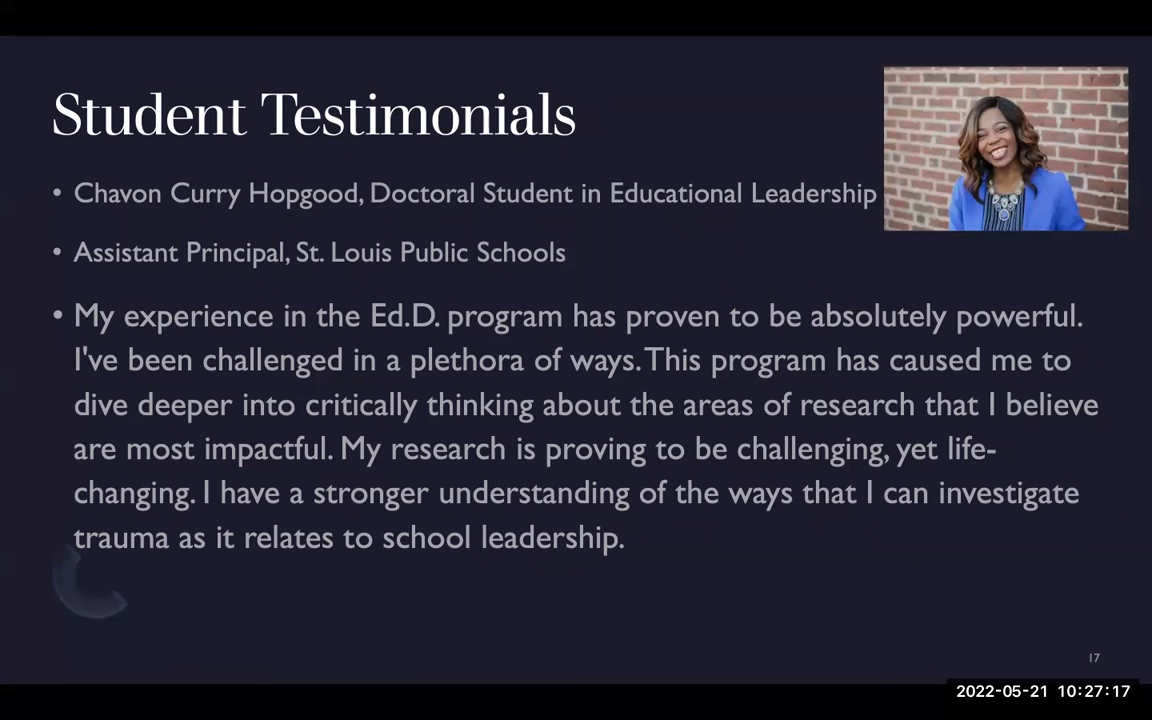 Student Testimonials
• Chavon Curry Hopgood, Doctoral Student in Educational Leadership
• Assistant Principal, St. Louis Public Schools
• My experience in the Ed.D. program has proven to be absolutely powerful.
I've been challenged in a plethora of ways. This program has caused me to
dive deeper into critically thinking about the areas of research that I believe
are most impactful. My research is proving to be challenging, yet life-
changing. I have a stronger understanding of the ways that I can investigate
trauma as it relates to school leadership.
17
2022-05-21 10:27:17